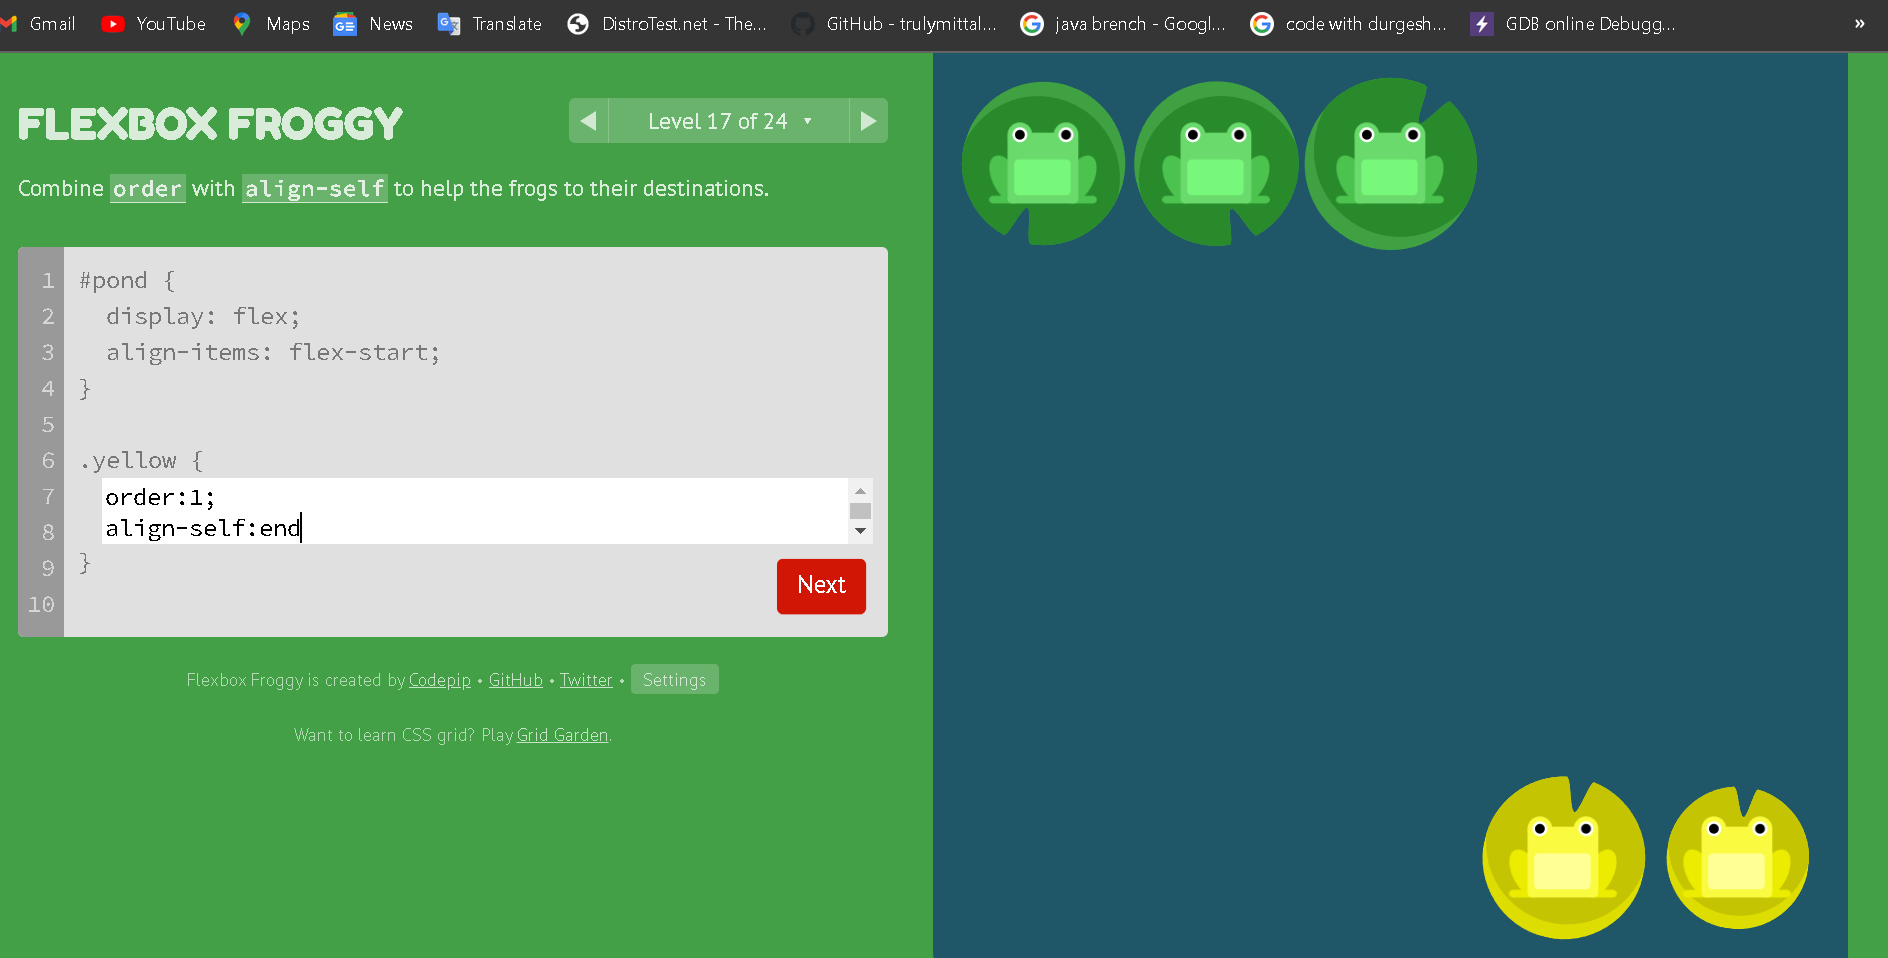 Gmail YouTube Maps News Translate DistroTest.net - The... GitHub - trulymittal... java brench - Googl... code with durgesh... GDB online Debugg... »
FLEXBOX FROGGY
Level 17 of 24
Combine order with align-self to help the frogs to their destinations.
1 #pond {
2 display: flex;
3 align-items: flex-start;
4 }
5
6 .yellow {
7 order:1;
8 align-self:end
9 }
10
Next
Flexbox Froggy is created by Codepip • GitHub • Twitter • Settings
Want to learn CSS grid? Play Grid Garden.